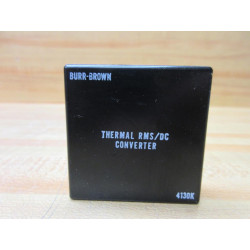 BURR-BROWN
THERMAL RMS/DC
CONVERTER
4130K